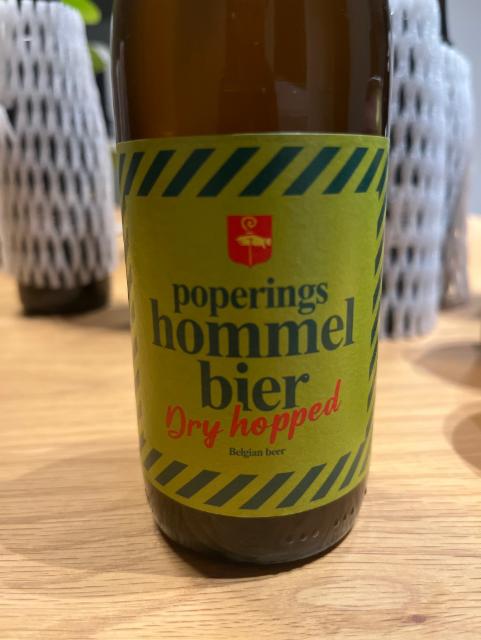 poperings
hommel
bier
Dry hopped
Belgian beer